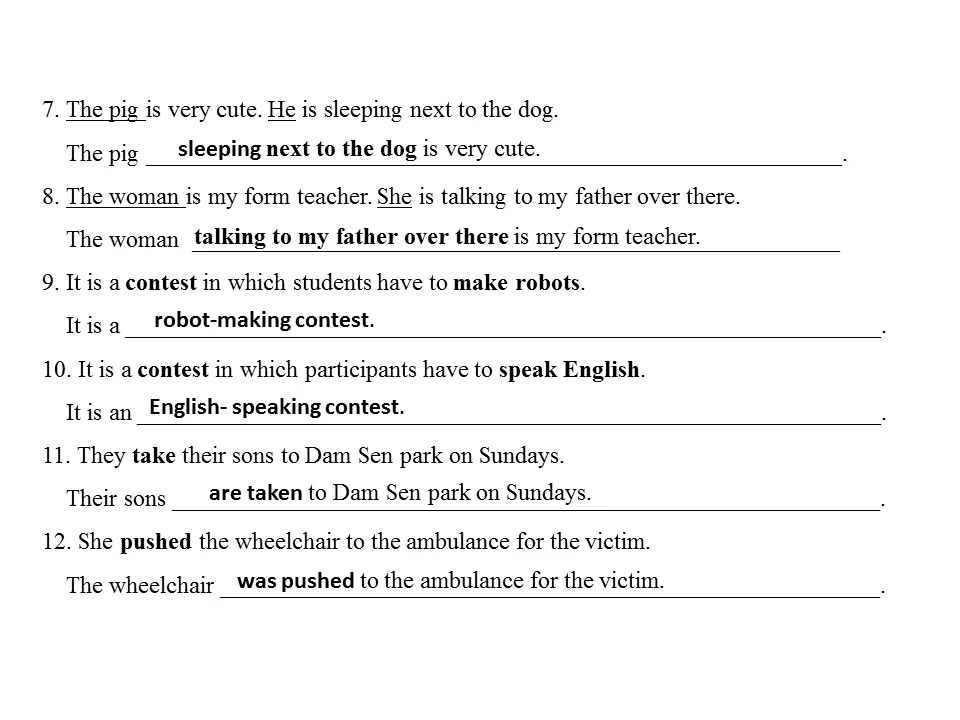 7. The pig is very cute. He is sleeping next to the dog.
The pig sleeping next to the dog is very cute. .
8. The woman is my form teacher. She is talking to my father over there.
The woman talking to my father over there is my form teacher.
9. It is a contest in which students have to make robots.
It is a robot-making contest. .
10. It is a contest in which participants have to speak English.
It is an English- speaking contest. .
11. They take their sons to Dam Sen park on Sundays.
Their sons are taken to Dam Sen park on Sundays. .
12. She pushed the wheelchair to the ambulance for the victim.
The wheelchair was pushed to the ambulance for the victim. .